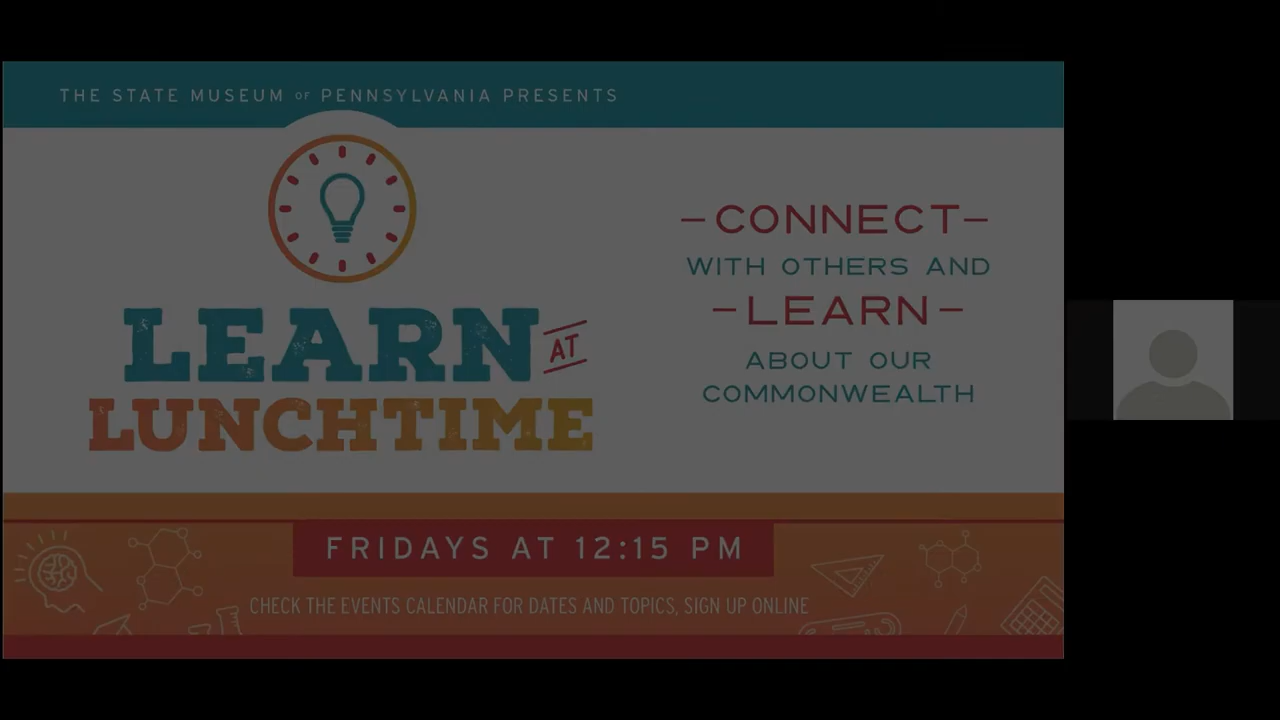 THE STATE MUSEUM OF PENNSYLVANIA PRESENTS
LEARN AT
LUNCHTIME
–CONNECT–
WITH OTHERS AND
–LEARN–
ABOUT OUR
COMMONWEALTH
FRIDAYS AT 12:15 PM
CHECK THE EVENTS CALENDAR FOR DATES AND TOPICS, SIGN UP ONLINE